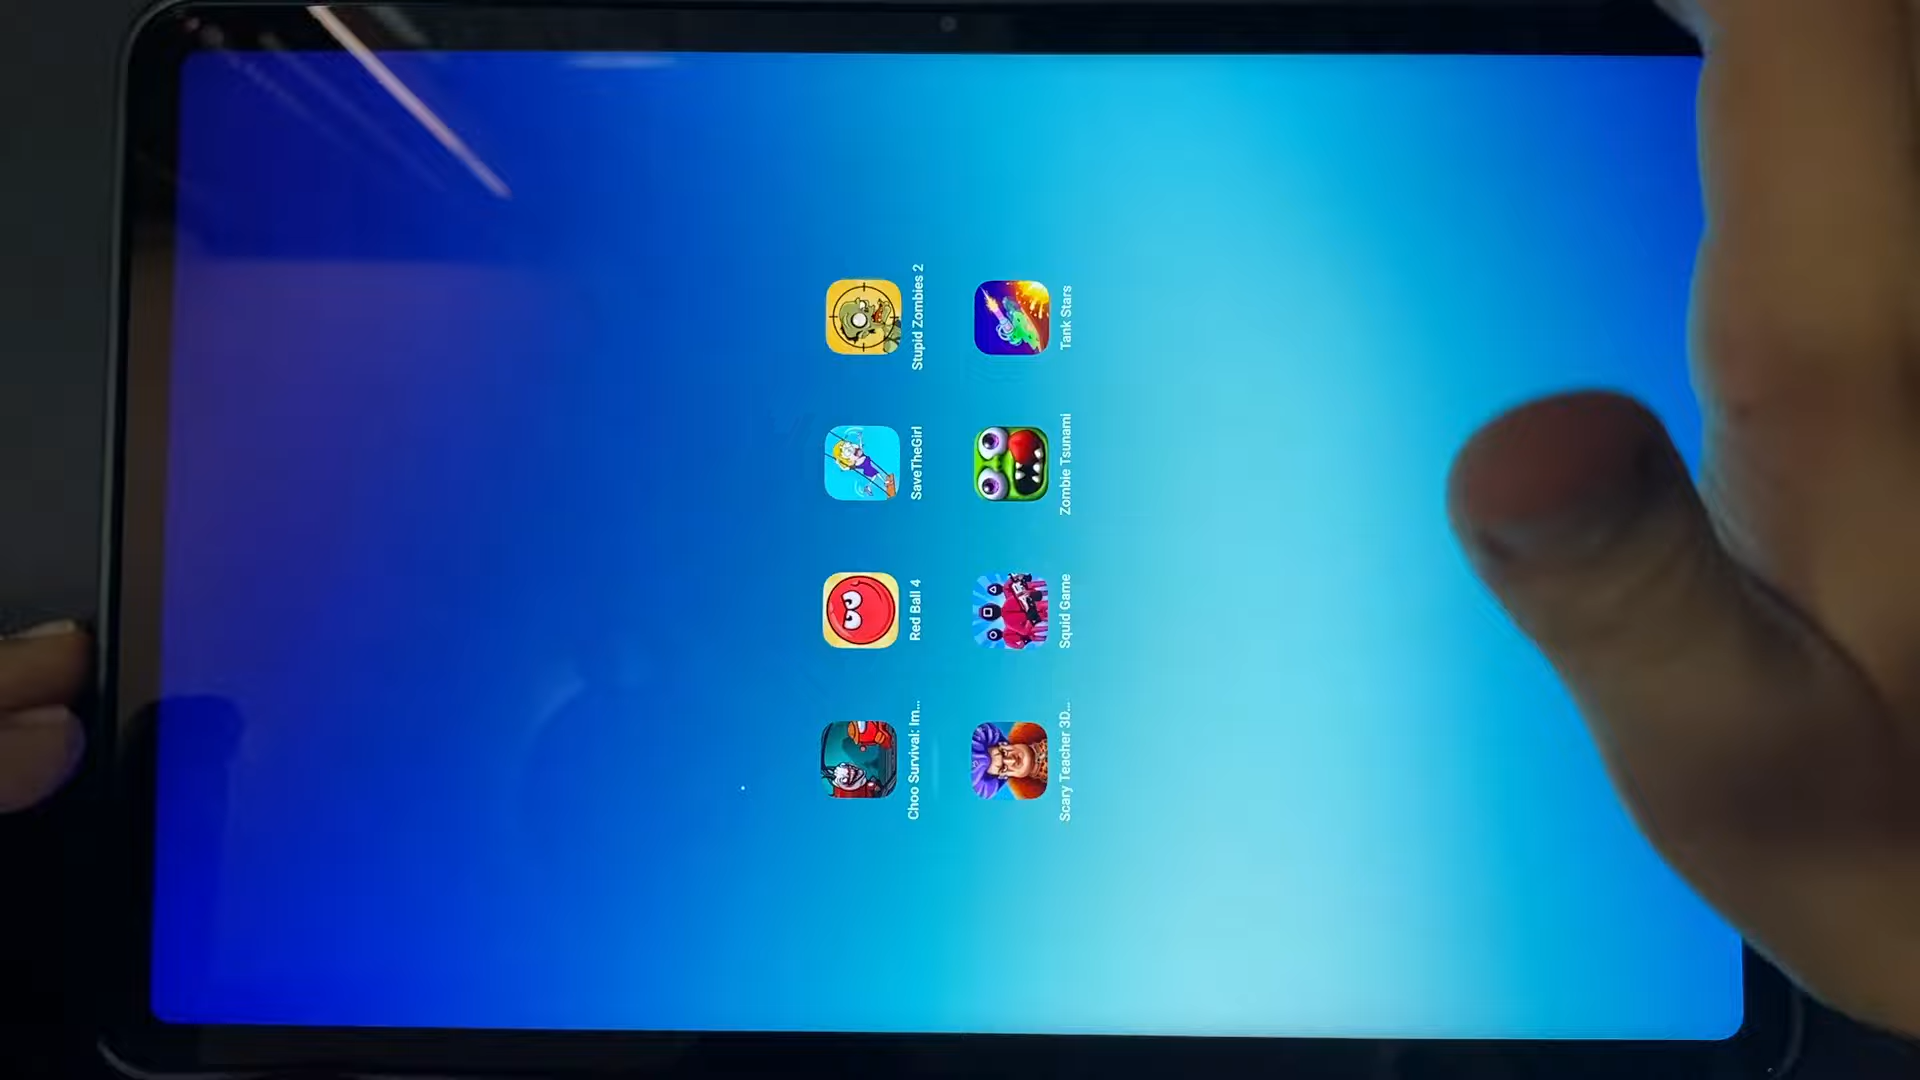 Choo Survival: Im...
Red Ball 4
SaveTheGirl
Stupid Zombies 2
Scary Teacher 3D...
Squid Game
Zombie Tsunami
Tank Stars